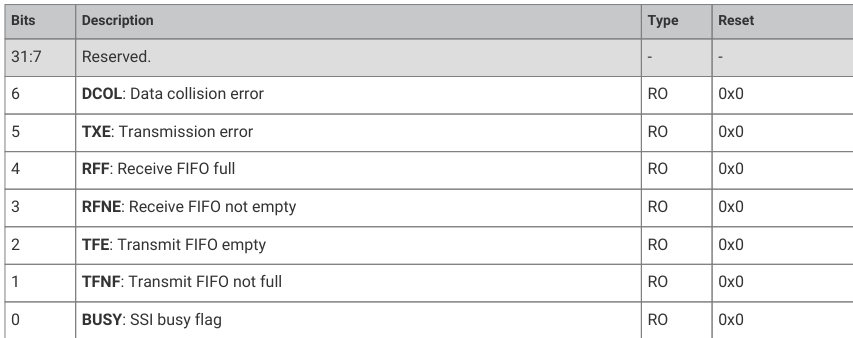 Bits Description Type Reset
31:7 Reserved. - -
6 DCOL: Data collision error RO 0x0
5 TXE: Transmission error RO 0x0
4 RFF: Receive FIFO full RO 0x0
3 RFNE: Receive FIFO not empty RO 0x0
2 TFE: Transmit FIFO empty RO 0x0
1 TFNF: Transmit FIFO not full RO 0x0
0 BUSY: SSI busy flag RO 0x0